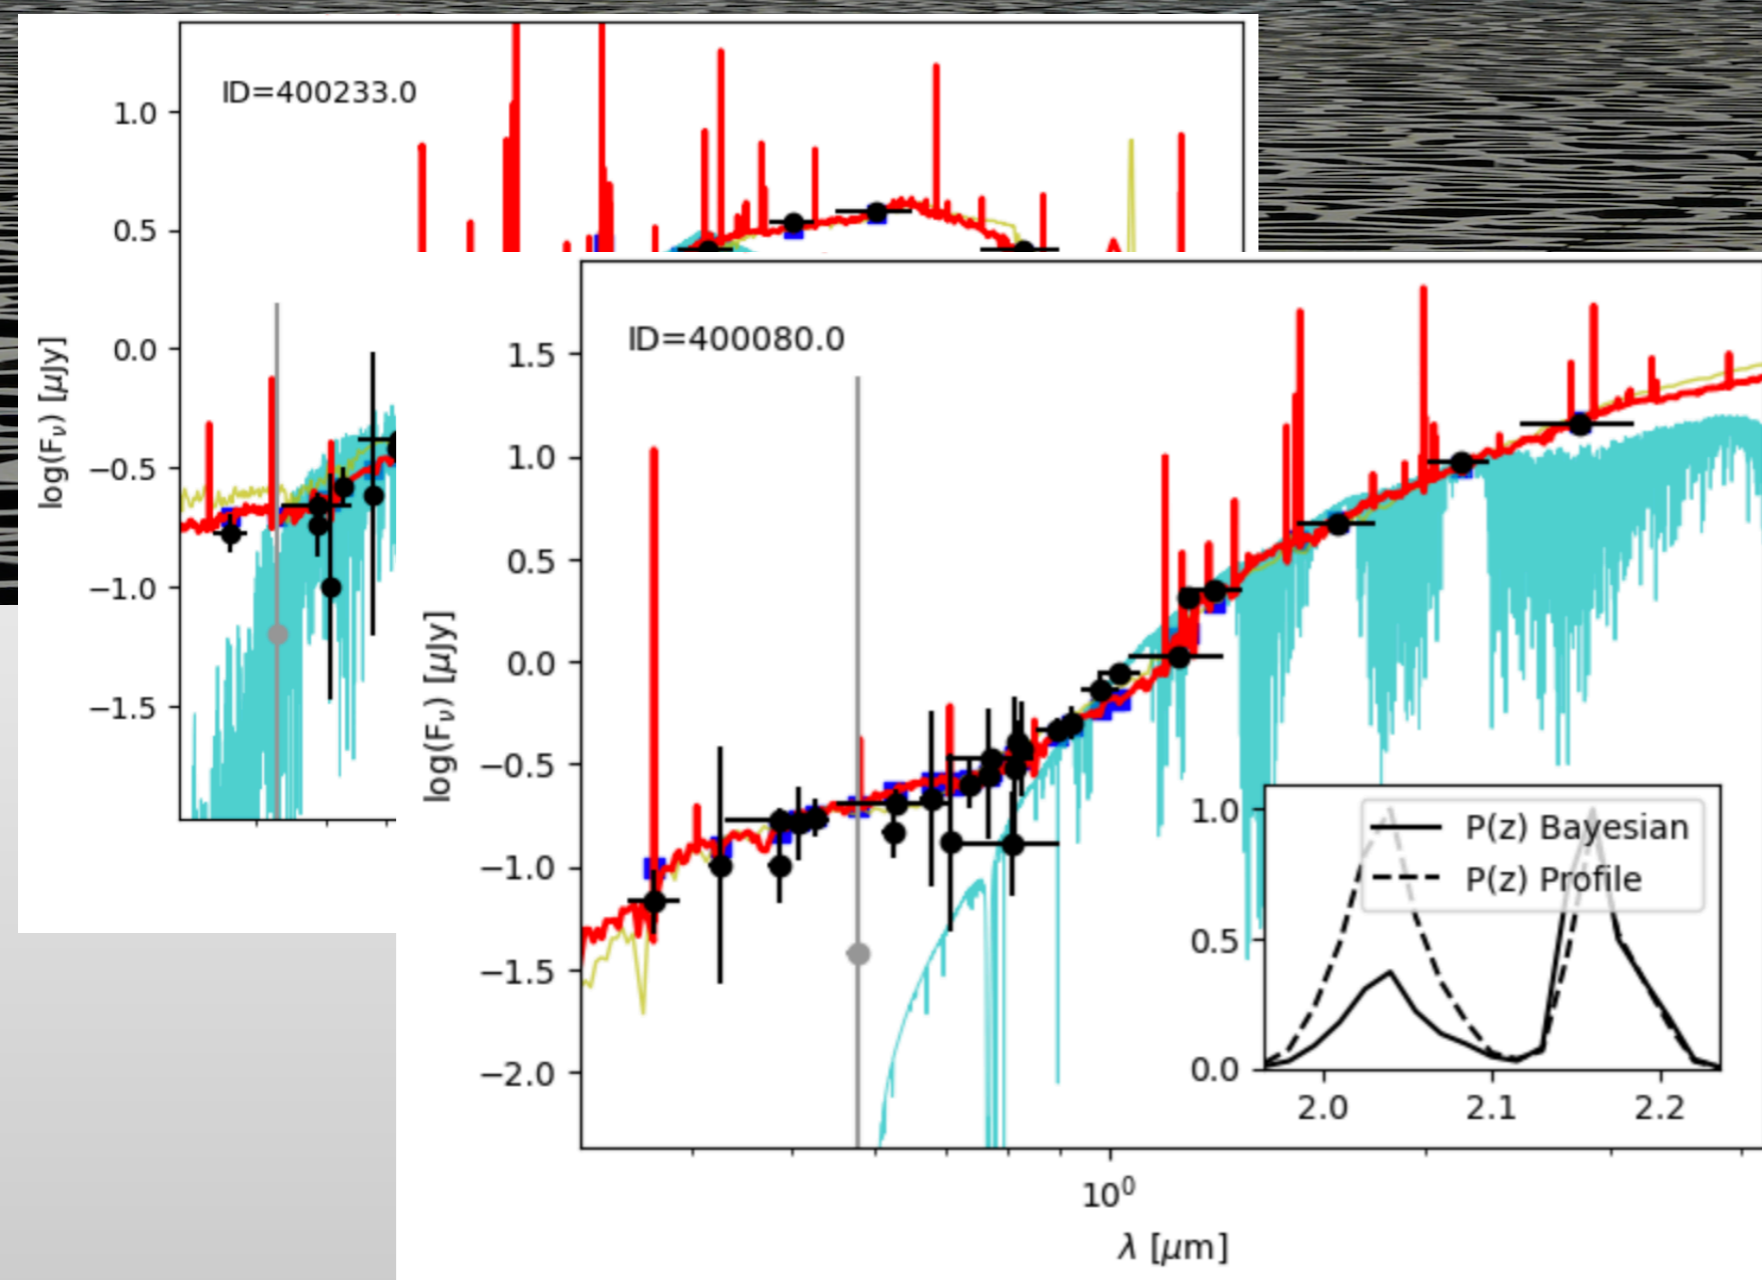 ID=400233.0
1.0
0.5
0.0
−0.5
−1.0
−1.5
log(Fν) [μJy]
ID=400080.0
1.5
1.0
0.5
0.0
−0.5
−1.0
−1.5
−2.0
log(Fν) [μJy]
P(z) Bayesian
P(z) Profile
1.0
0.5
0.0
2.0 2.1 2.2
10⁰
λ [μm]